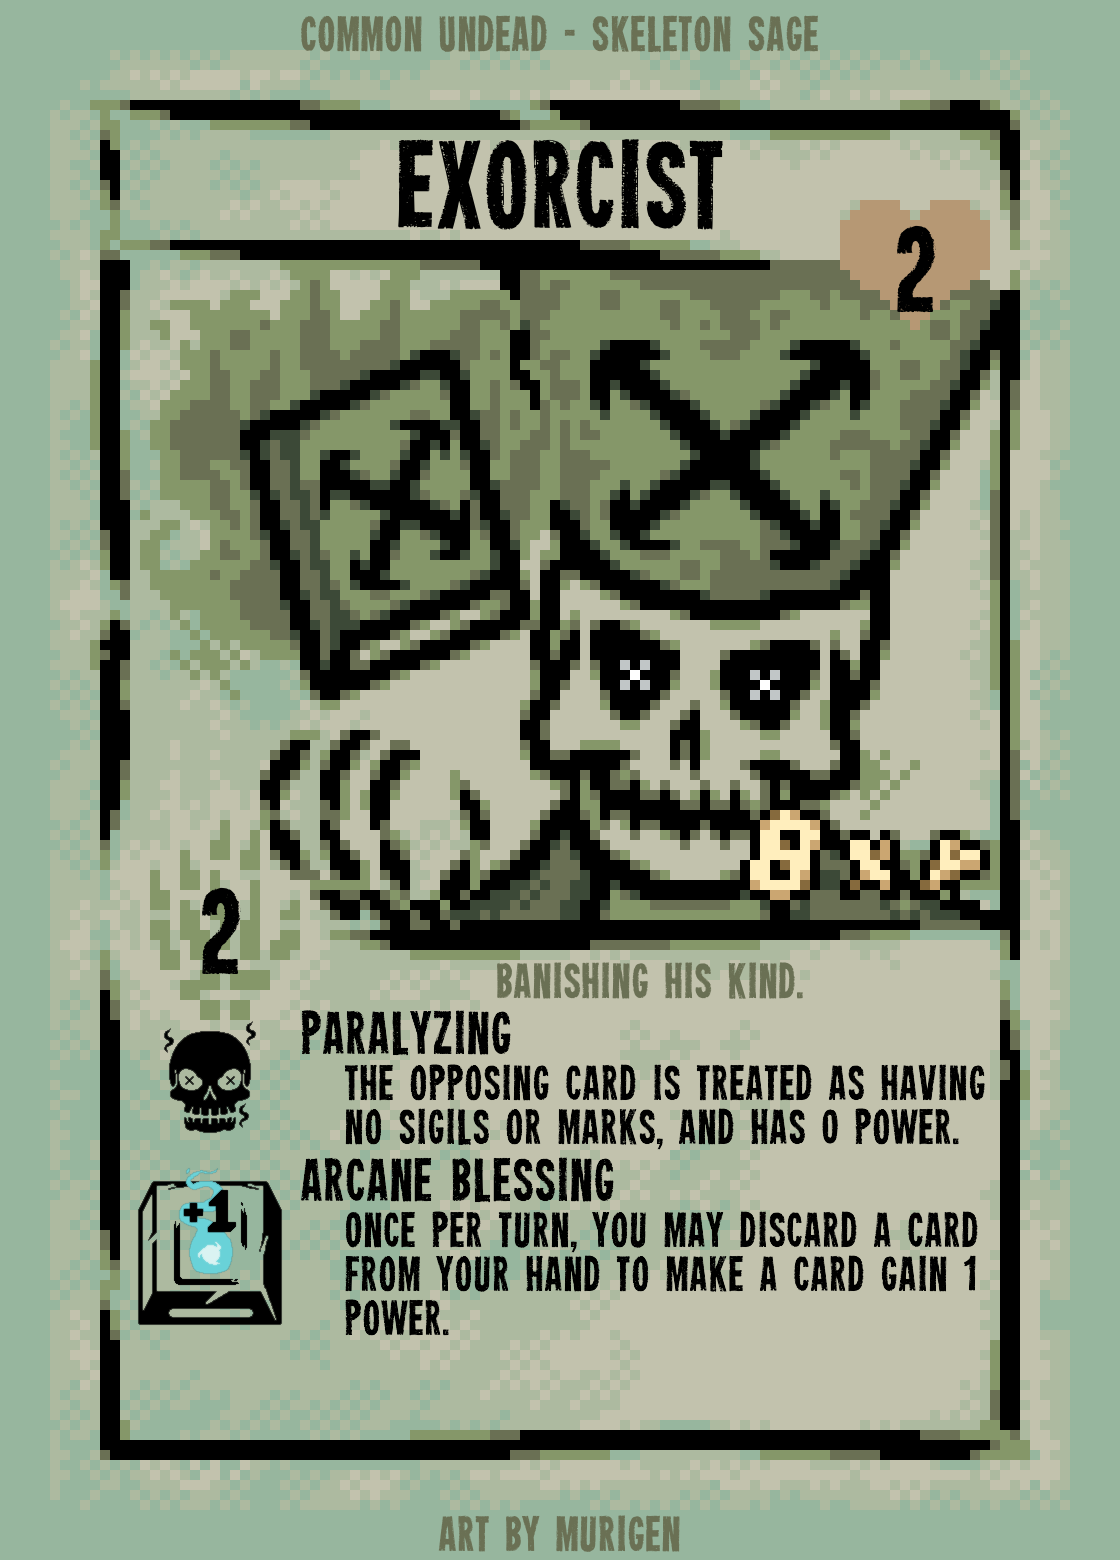 COMMON UNDEAD - SKELETON SAGE
EXORCIST
2
8 X
2
BANISHING HIS KIND.
PARALYZING
THE OPPOSING CARD IS TREATED AS HAVING
NO SIGILS OR MARKS, AND HAS 0 POWER.
ARCANE BLESSING
+1
ONCE PER TURN, YOU MAY DISCARD A CARD
FROM YOUR HAND TO MAKE A CARD GAIN 1
POWER.
ART BY MURIGEN